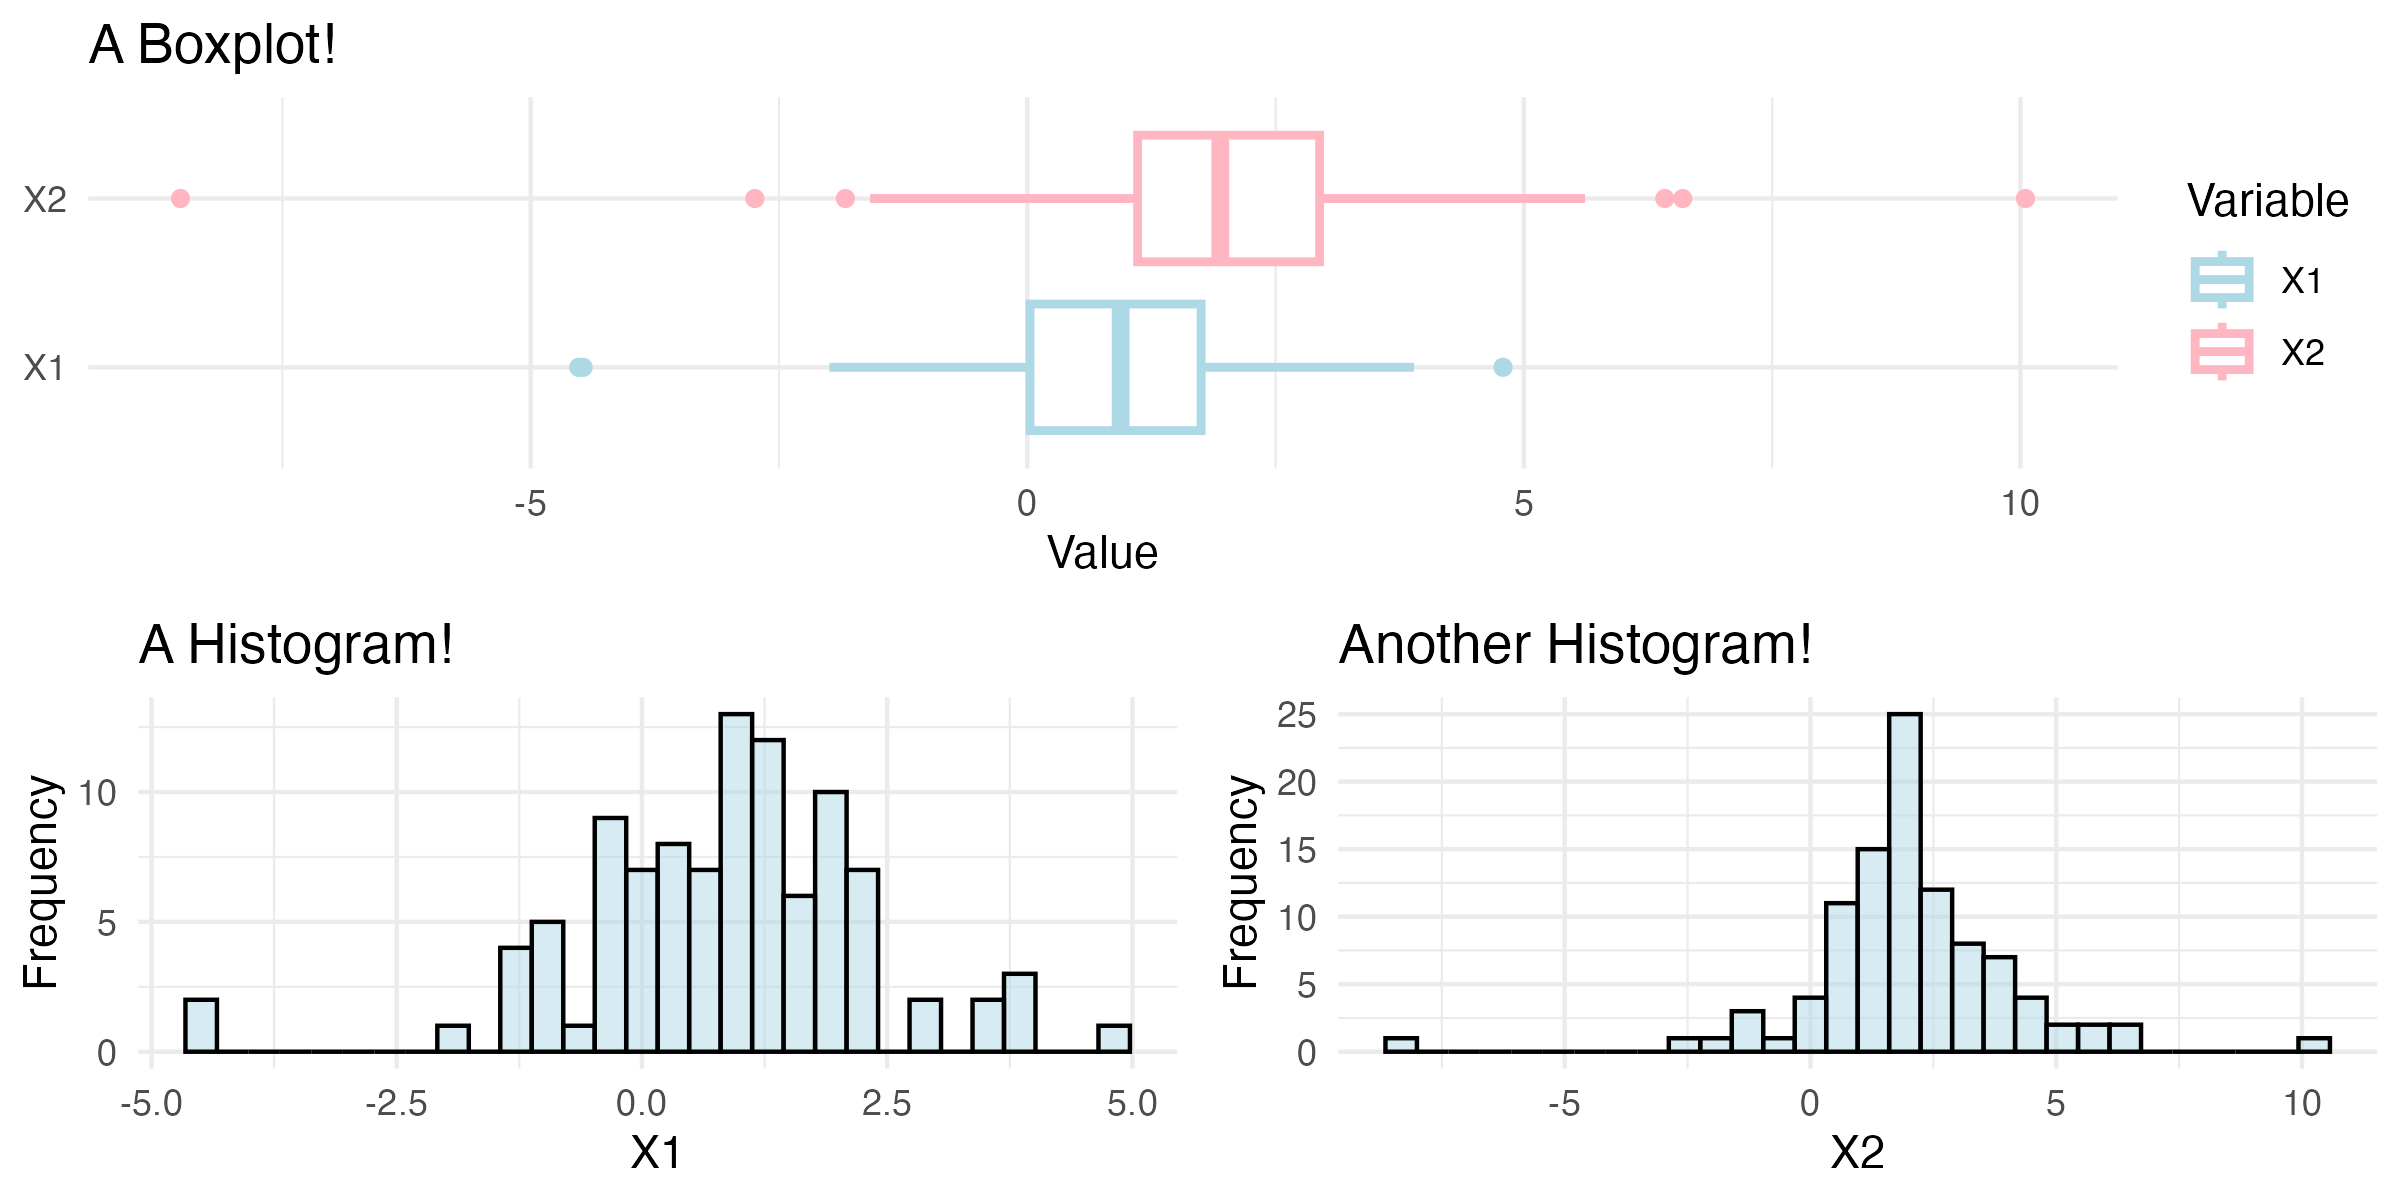 A Boxplot!
X2
X1
-5 0 5 10
Value
Variable
X1
X2
A Histogram!
Frequency
10
5
0
-5.0 -2.5 0.0 2.5 5.0
X1
Another Histogram!
Frequency
25
20
15
10
5
0
-5 0 5 10
X2